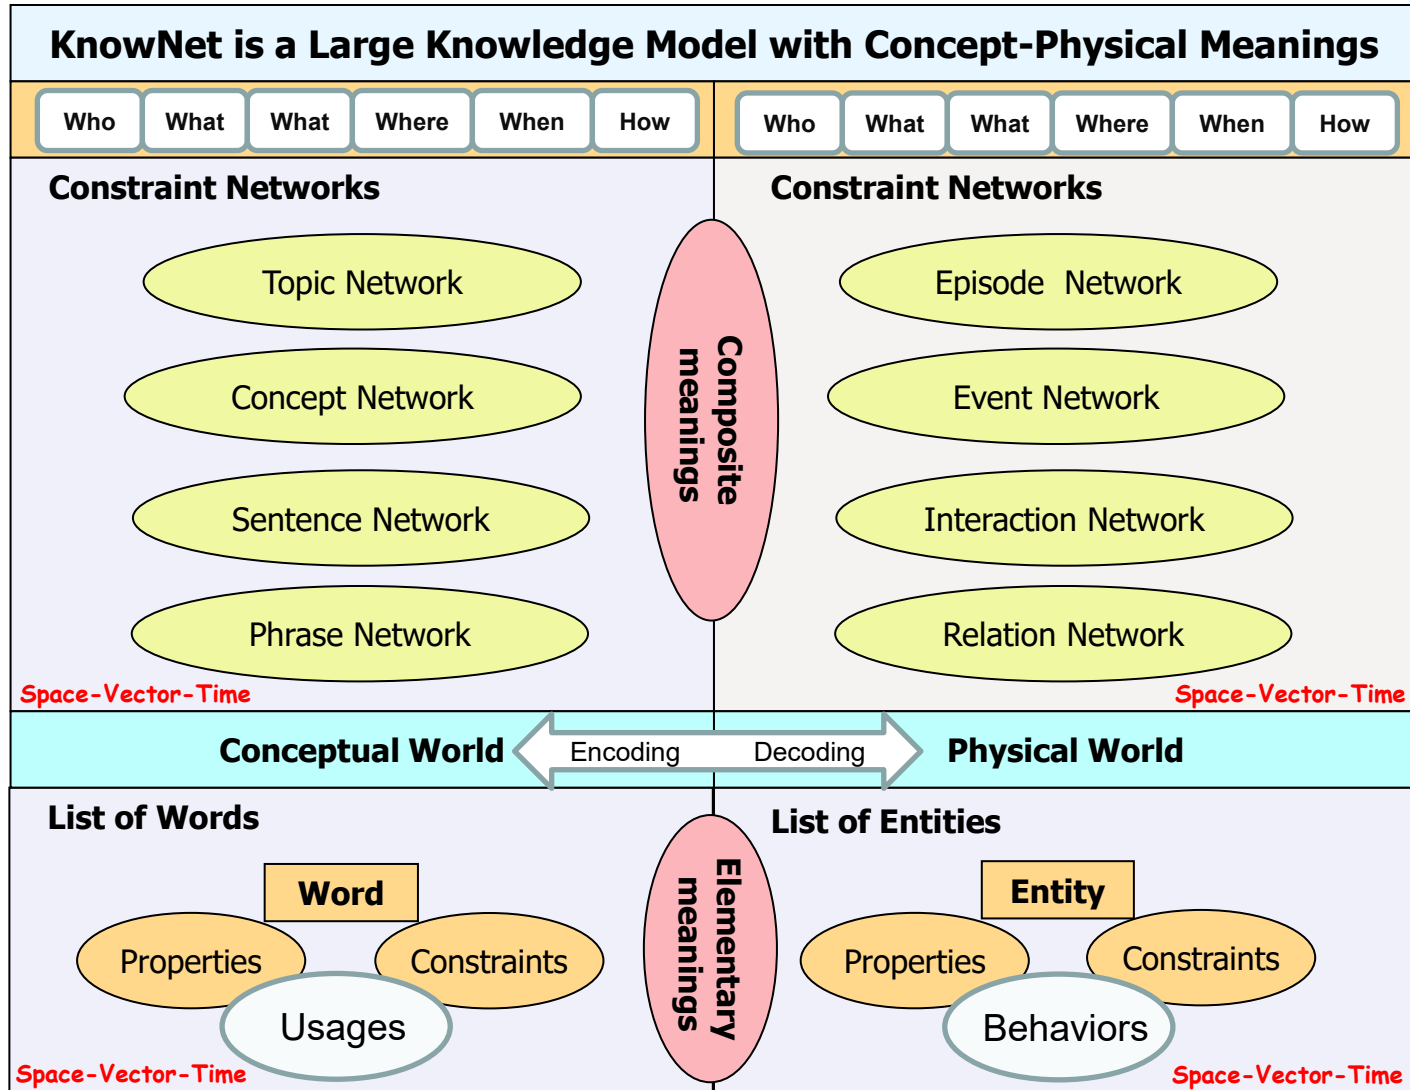 KnowNet is a Large Knowledge Model with Concept-Physical Meanings
Who What What Where When How
Who What What Where When How
Constraint Networks
Topic Network
Concept Network
Sentence Network
Phrase Network
Space-Vector-Time
Composite
meanings
Constraint Networks
Episode Network
Event Network
Interaction Network
Relation Network
Space-Vector-Time
Conceptual World
Encoding Decoding
Physical World
List of Words
Word
Properties
Constraints
Usages
Space-Vector-Time
Elementary
meanings
List of Entities
Entity
Properties
Constraints
Behaviors
Space-Vector-Time